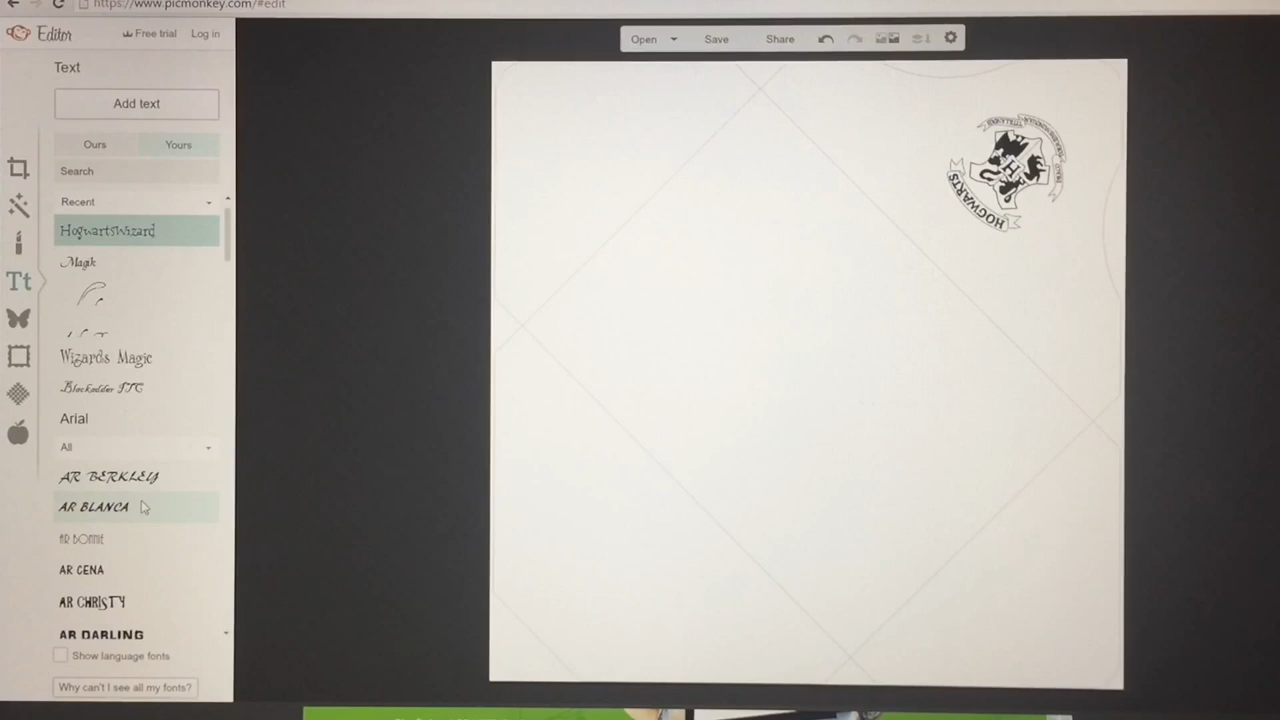 https://www.picmonkey.com/#edit
Editor
Free trial
Log in
Open
Save
Share
Text
Add text
Ours
Yours
Search
Recent
HogwartsWizard
Magik
Wizards Magic
Blackadder ITC
Arial
All
AR BERKLEY
AR BLANCA
AR BONNIE
AR CENA
AR CHRISTY
AR DARLING
Show language fonts
Why can't I see all my fonts?
H
HOGWARTS